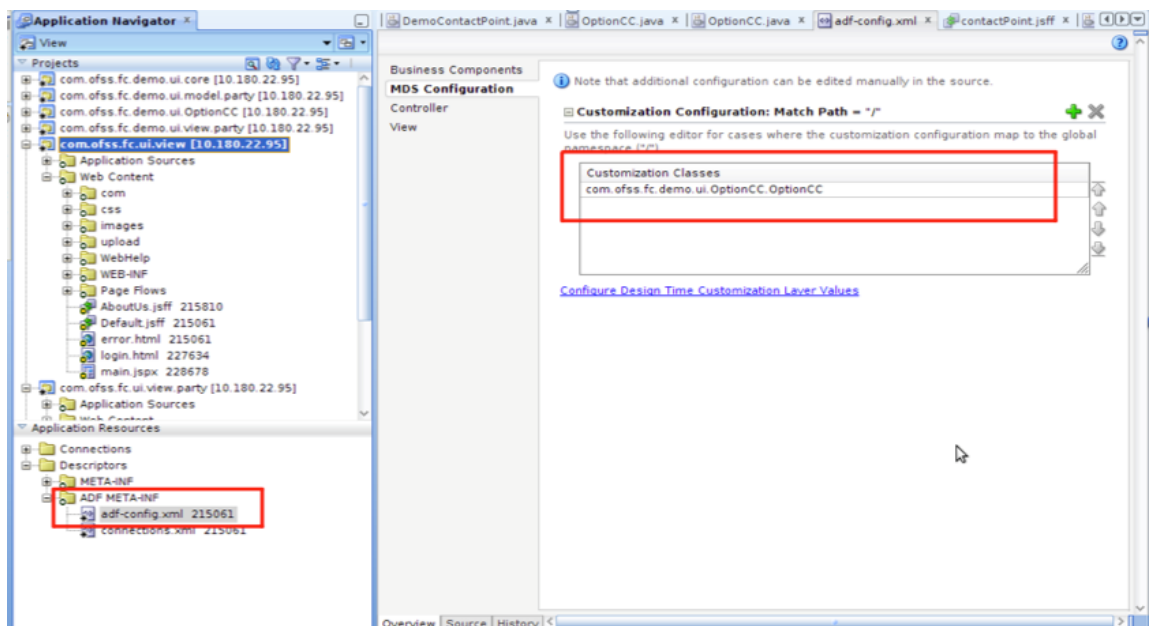 Application Navigator
View
Projects
com.ofss.fc.demo.ui.core [10.180.22.95]
com.ofss.fc.demo.ui.model.party [10.180.22.95]
com.ofss.fc.demo.ui.OptionCC [10.180.22.95]
com.ofss.fc.demo.ui.view.party [10.180.22.95]
com.ofss.fc.ui.view [10.180.22.95]
Application Sources
Web Content
com
css
images
upload
WebHelp
WEB-INF
Page Flows
AboutUs.jsff 215810
Default.jsff 215061
error.html 215061
login.html 227634
main.jspx 228678
com.ofss.fc.ui.view.party [10.180.22.95]
Application Sources
Web Content
Application Resources
Connections
Descriptors
META-INF
ADF META-INF
adf-config.xml 215061
connections.xml 215061
DemoContactPoint.java OptionCC.java OptionCC.java adf-config.xml contactPoint.jsff
Business Components
MDS Configuration
Controller
View
Note that additional configuration can be edited manually in the source.
Customization Configuration: Match Path = "/"
Use the following editor for cases where the customization configuration map to the global
namespace ("/")
Customization Classes
com.ofss.fc.demo.ui.OptionCC.OptionCC
Configure Design Time Customization Layer Values
Overview Source History